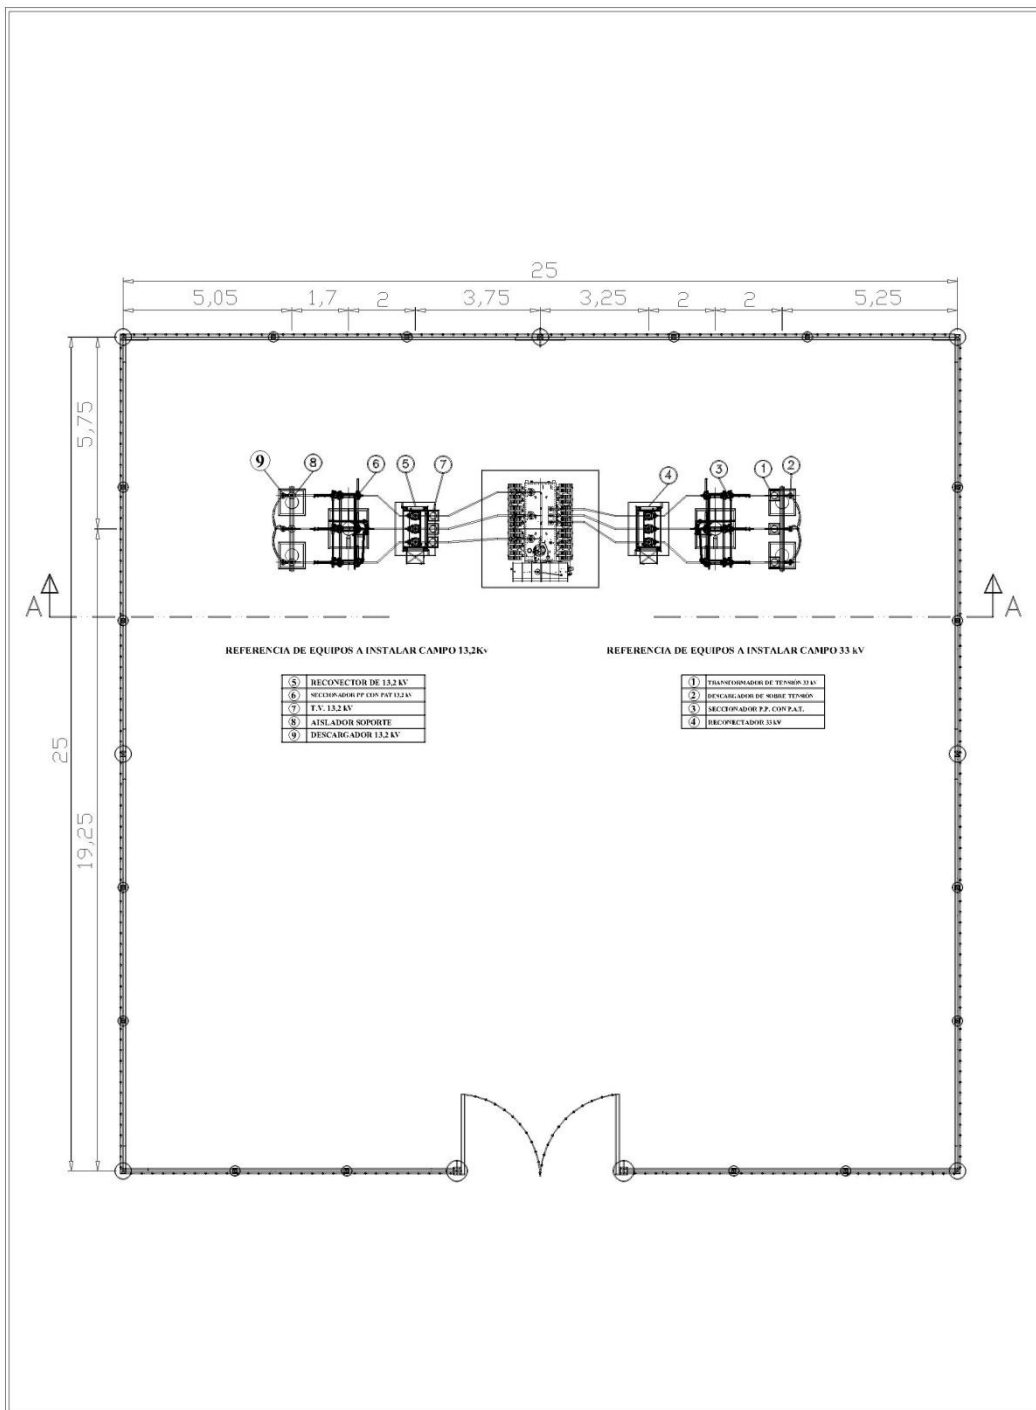 25
5,05 1,7 2 3,75 3,25 2 2 5,25
5,75
9 8 6 5 7 4 3 1 2
A A
REFERENCIA DE EQUIPOS A INSTALAR CAMPO 13,2Kv
5 RECONECTOR DE 13,2 kV
6 SECCIONADOR PP CON PAT 13,2 kV
7 T.V. 13,2 kV
8 AISLADOR SOPORTE
9 DESCARGADOR 13,2 kV
REFERENCIA DE EQUIPOS A INSTALAR CAMPO 33 kV
1 TRANSFORMADOR DE TENSIÓN 33 kV
2 DESCARGADOR DE SOBRE TENSIÓN
3 SECCIONADOR P.P. CON P.A.T.
4 RECONECTADOR 33 kV
25
19,25